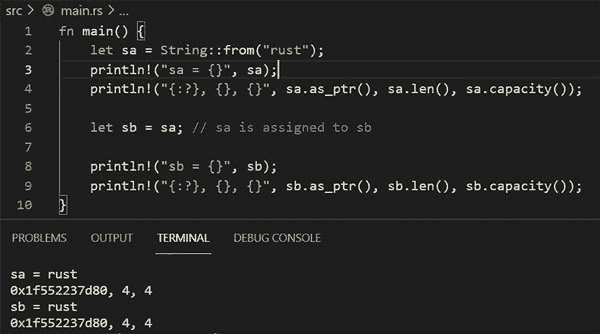 src > main.rs > ...
1 fn main() {
2 let sa = String::from("rust");
3 println!("sa = {}", sa);
4 println!("{:?}, {}, {}", sa.as_ptr(), sa.len(), sa.capacity());
5
6 let sb = sa; // sa is assigned to sb
7
8 println!("sb = {}", sb);
9 println!("{:?}, {}, {}", sb.as_ptr(), sb.len(), sb.capacity());
10 }
PROBLEMS OUTPUT TERMINAL DEBUG CONSOLE
sa = rust
0x1f552237d80, 4, 4
sb = rust
0x1f552237d80, 4, 4